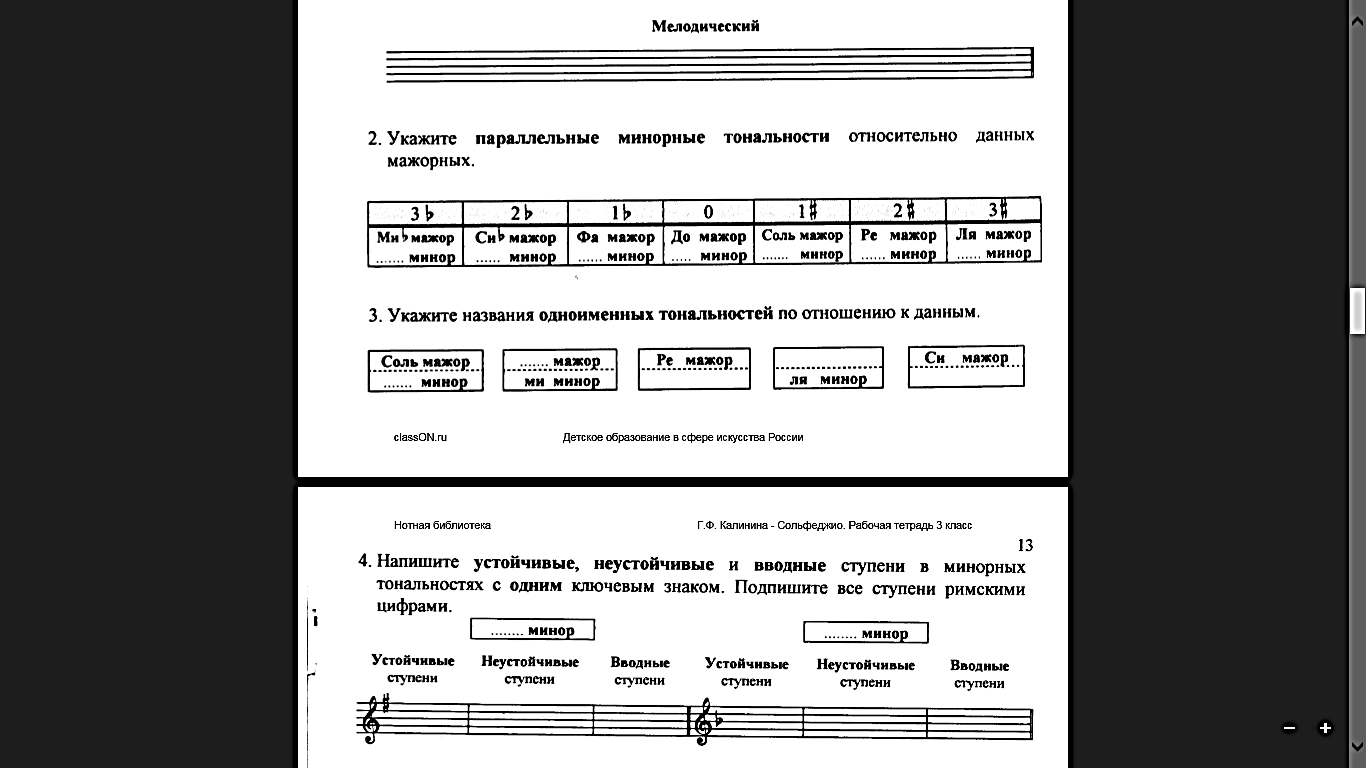 Мелодический
2. Укажите параллельные минорные тональности относительно данных
мажорных.
3♭ 2♭ 1♭ 0 1♯ 2♯ 3♯
Ми♭мажор Си♭ мажор Фа мажор До мажор Соль мажор Ре мажор Ля мажор
....... минор ...... минор ...... минор ..... минор ....... минор ...... минор ...... минор
3. Укажите названия одноименных тональностей по отношению к данным.
Соль мажор ....... мажор Ре мажор Си мажор
....... минор ми минор ля минор
classON.ru Детское образование в сфере искусства России
Нотная библиотека Г.Ф. Калинина - Сольфеджио. Рабочая тетрадь 3 класс
13
4. Напишите устойчивые, неустойчивые и вводные ступени в минорных
тональностях с одним ключевым знаком. Подпишите все ступени римскими
цифрами.
........ минор ........ минор
Устойчивые Неустойчивые Вводные Устойчивые Неустойчивые Вводные
ступени ступени ступени ступени ступени ступени